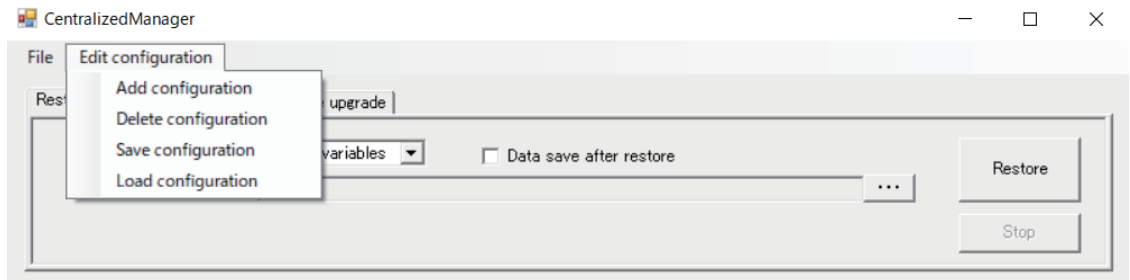 CentralizedManager
File Edit configuration
Add configuration
Delete configuration
Save configuration
Load configuration
upgrade
variables
Data save after restore
...
Restore
Stop